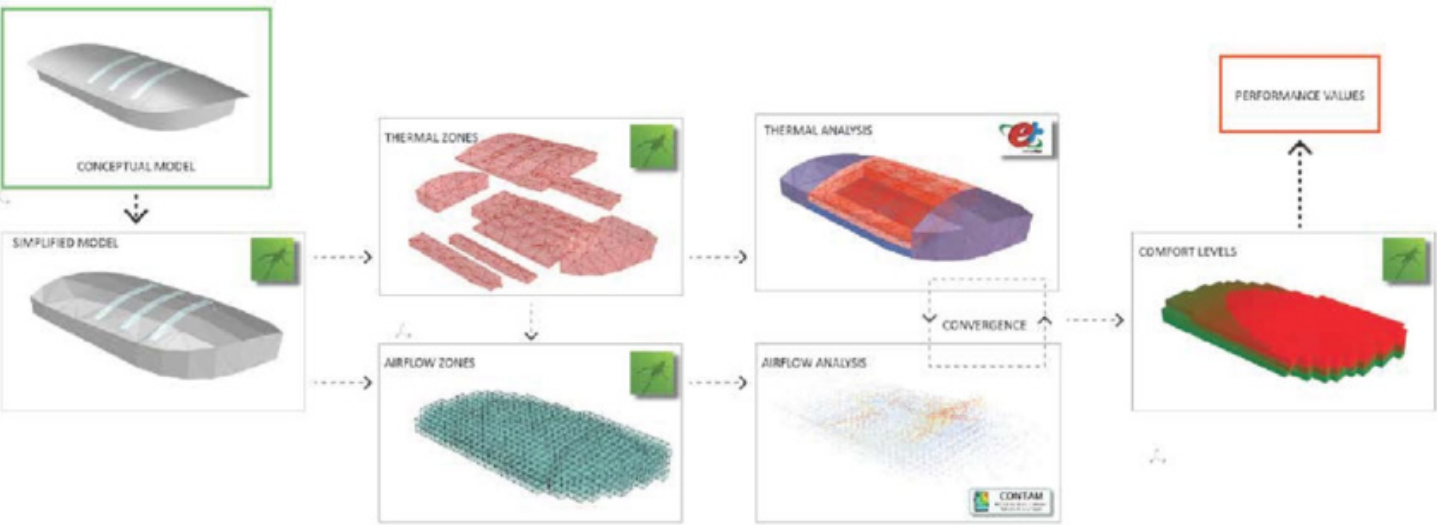 CONCEPTUAL MODEL
SIMPLIFIED MODEL
THERMAL ZONES
AIRFLOW ZONES
THERMAL ANALYSIS
CONVERGENCE
AIRFLOW ANALYSIS
CONTAM
COMFORT LEVELS
PERFORMANCE VALUES